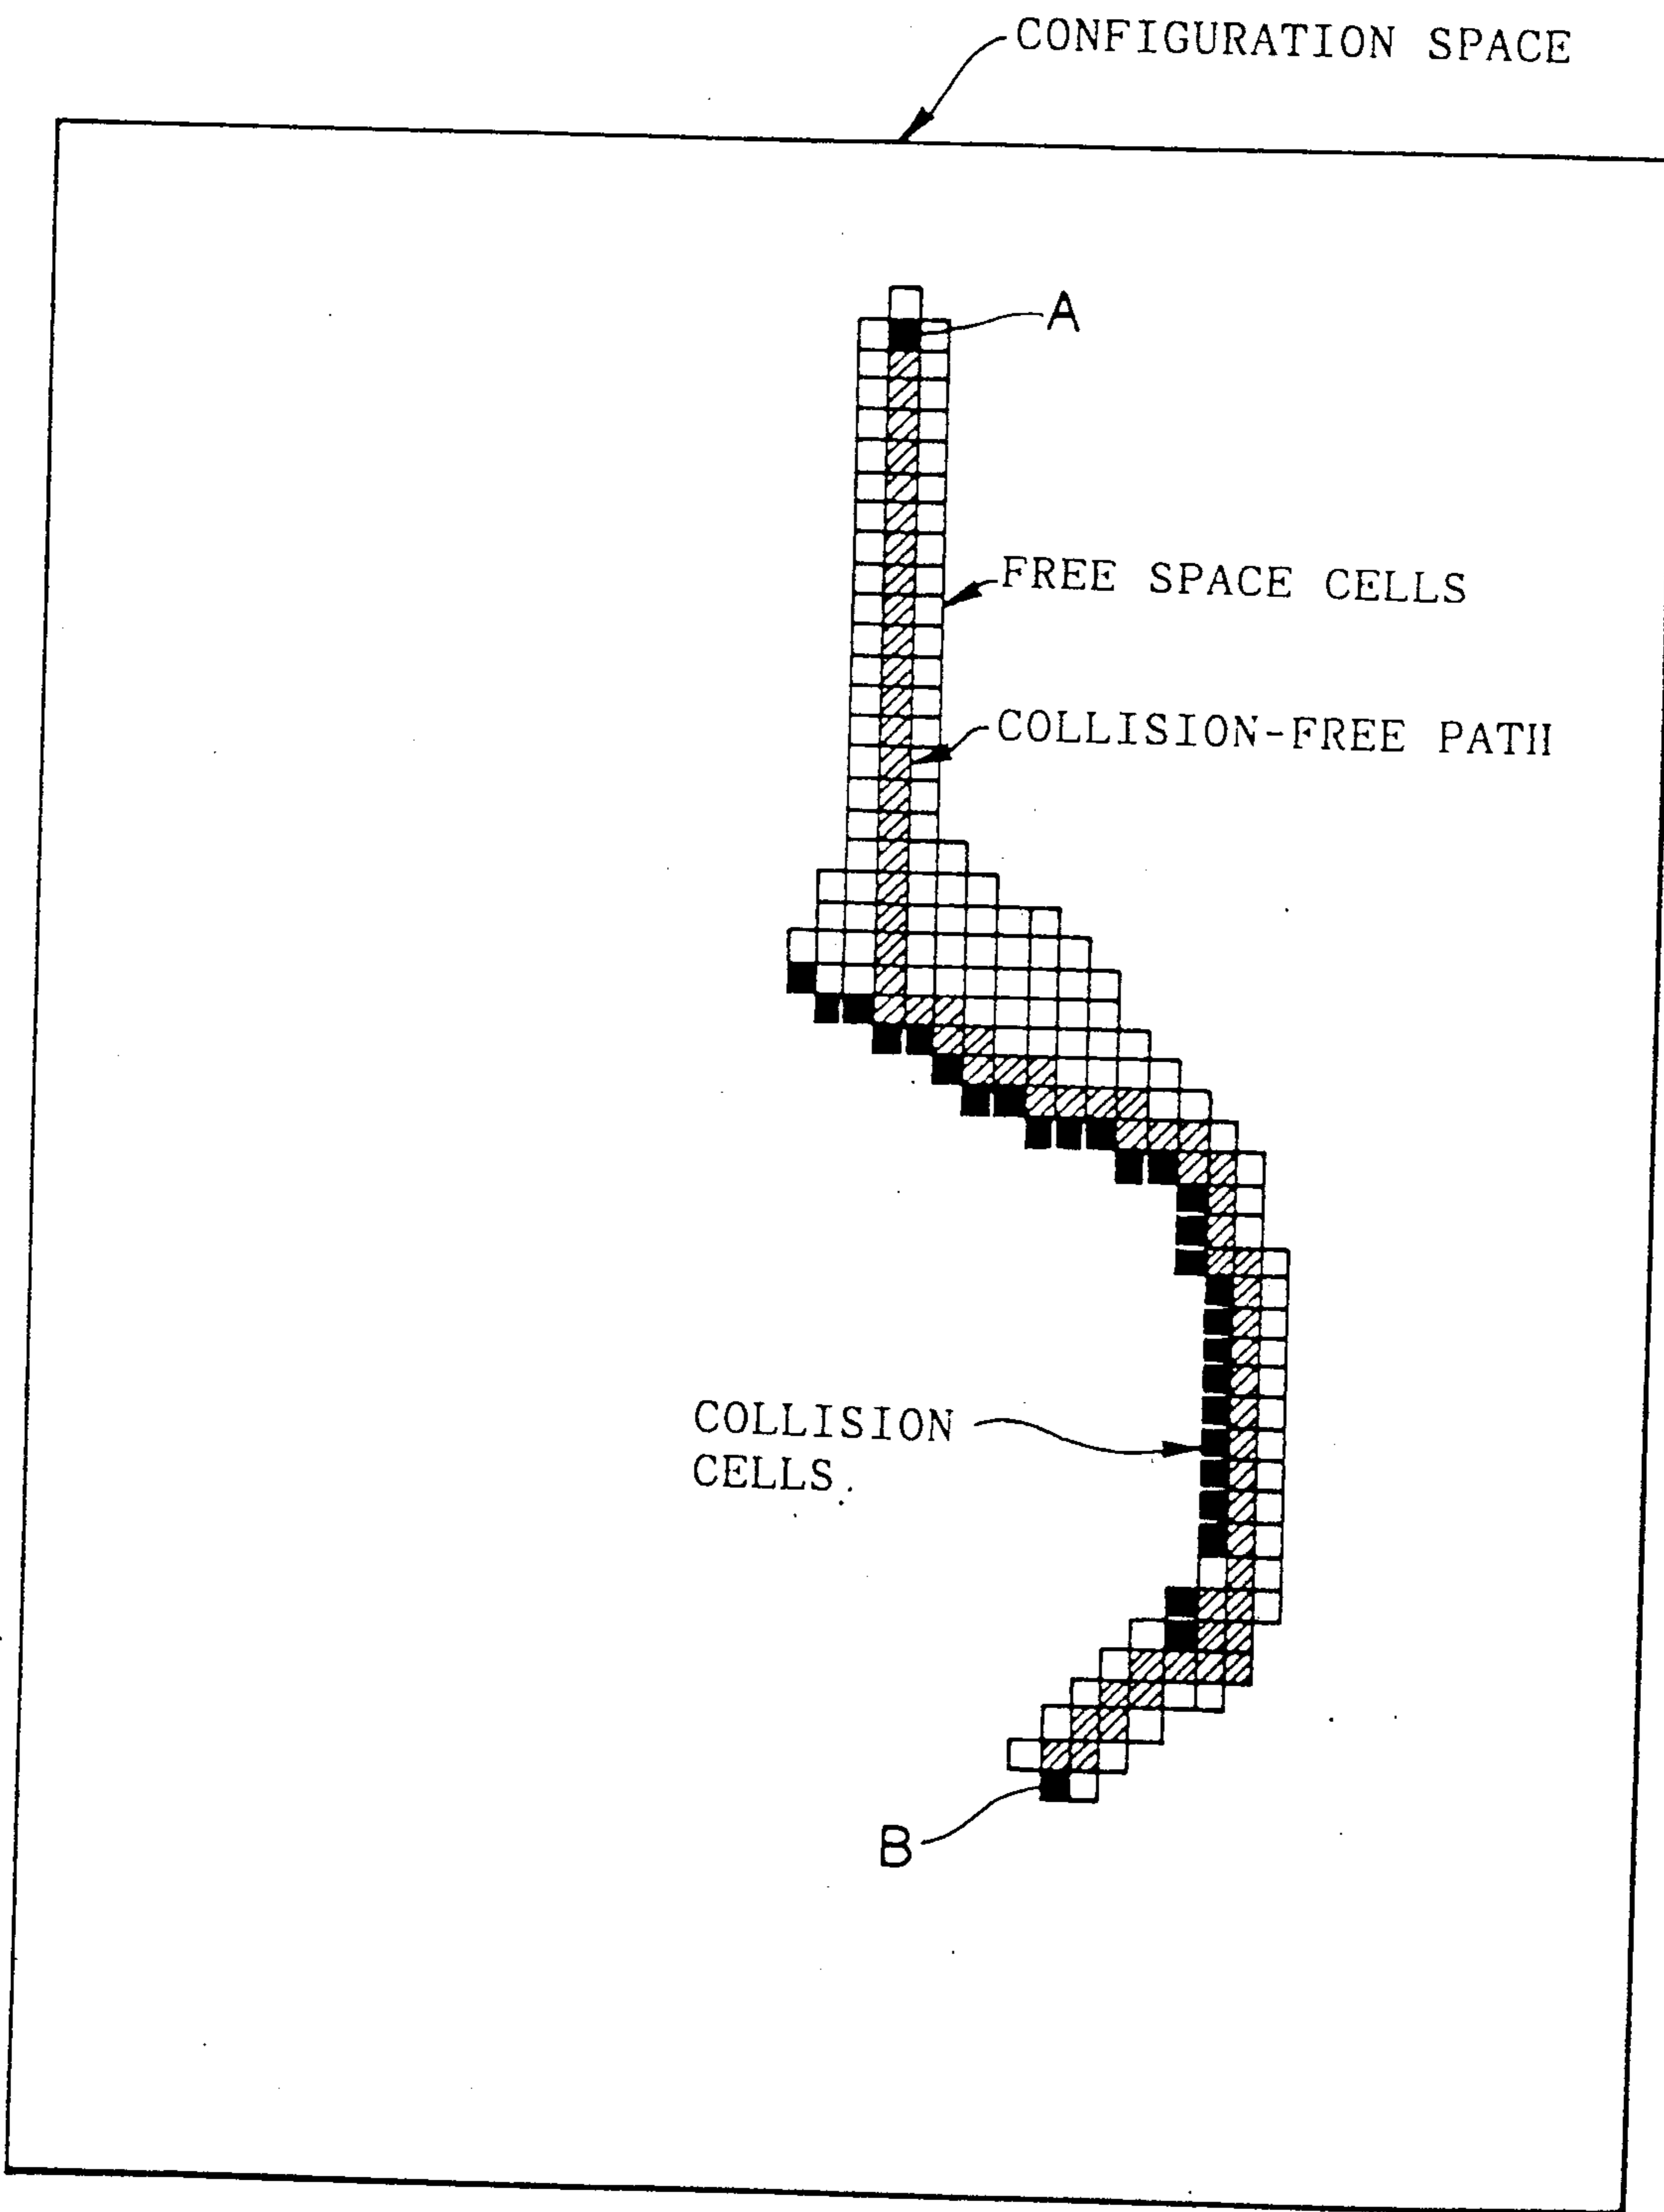 CONFIGURATION SPACE
A
FREE SPACE CELLS
COLLISION-FREE PATH
COLLISION
CELLS
B